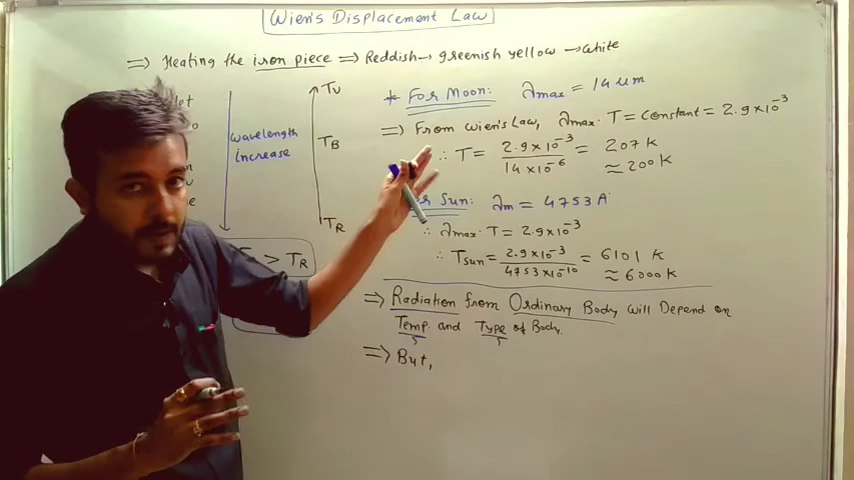 Wien's Displacement Law
=> Heating the iron piece => Reddish → greenish yellow → white
wavelength
increase
TV
TB
TR
> TR
* For Moon: λmax = 14 μm
=> From Wien's Law, λmax. T = constant = 2.9×10⁻³
∴ T = 2.9×10⁻³ / 14×10⁻⁶ = 207 K
≈ 200 K
Sun: λm = 4753 A°
∴ λmax. T = 2.9×10⁻³
∴ Tsun = 2.9×10⁻³ / 4753×10⁻¹⁰ = 6101 K
≈ 6000 K
=> Radiation from Ordinary Body will Depend on
Temp. and Type of Body.
=> But,